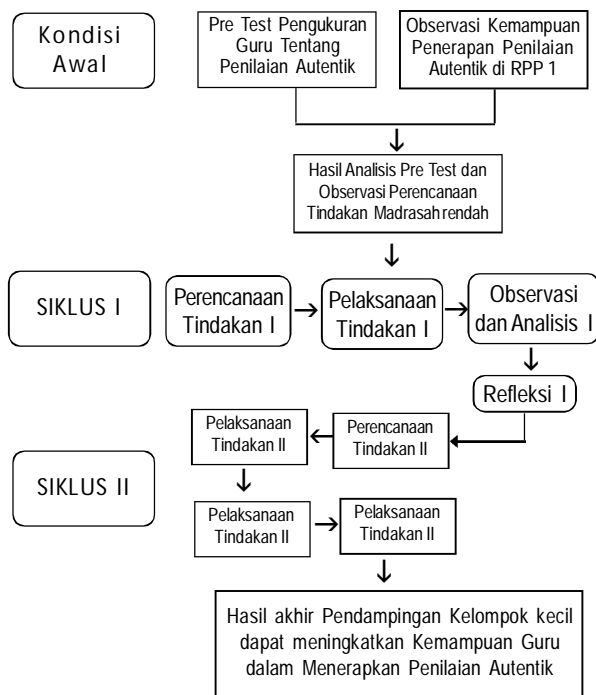 Kondisi
Awal
Pre Test Pengukuran
Guru Tentang
Penilaian Autentik
Observasi Kemampuan
Penerapan Penilaian
Autentik di RPP 1
Hasil Analisis Pre Test dan
Observasi Perencanaan
Tindakan Madrasah rendah
SIKLUS I
Perencanaan
Tindakan I
Pelaksanaan
Tindakan I
Observasi
dan Analisis I
Refleksi I
SIKLUS II
Pelaksanaan
Tindakan II
Perencanaan
Tindakan II
Pelaksanaan
Tindakan II
Pelaksanaan
Tindakan II
Hasil akhir Pendampingan Kelompok kecil
dapat meningkatkan Kemampuan Guru
dalam Menerapkan Penilaian Autentik